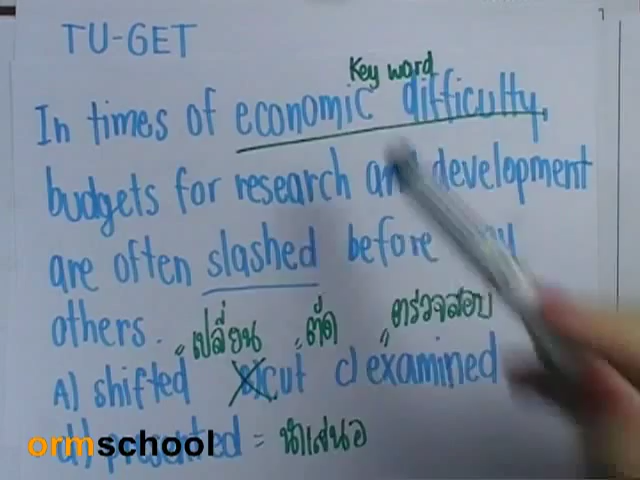 TU-GET
Key word
In times of economic difficulty,
budgets for research and development
are often slashed before
others.
เปลี่ยน ตัด ตรวจสอบ
A) shifted cut c) examined
d) presented = นำเสนอ
ormschool